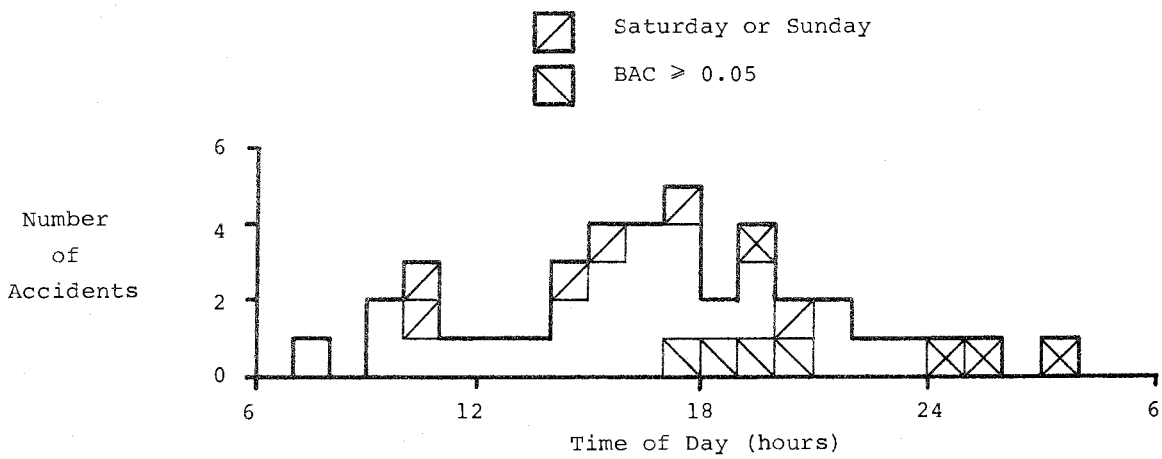 Saturday or Sunday
BAC ⩾ 0.05
6
4
2
0
Number
of
Accidents
6 12 18 24 6
Time of Day (hours)